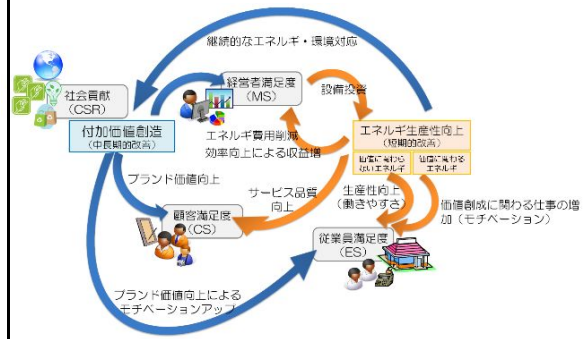 継続的なエネルギ・環境対応
社会貢献
(CSR)
経営者満足度
(MS)
設備投資
付加価値創造
(中長期的改善)
エネルギ費用削減
効率向上による収益増
エネルギ生産性向上
(短期的改善)
価値に関わら
ないエネルギ
価値に関わる
エネルギ
ブランド価値向上
サービス品質
向上
生産性向上
(働きやすさ)
価値創成に関わる仕事の増
加(モチベーション)
顧客満足度
(CS)
従業員満足度
(ES)
ブランド価値向上による
モチベーションアップ